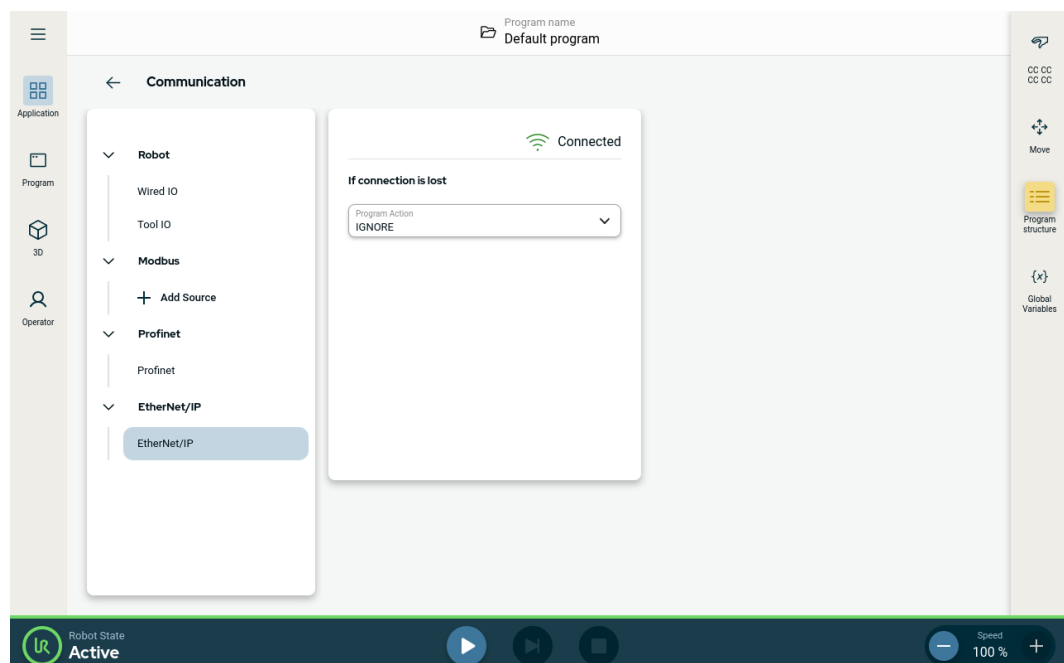 Program name
Default program
Application
Program
3D
Operator
Communication
Robot
Wired IO
Tool IO
Modbus
Add Source
Profinet
Profinet
EtherNet/IP
EtherNet/IP
Connected
If connection is lost
Program Action
IGNORE
CC CC
CC CC
Move
Program
structure
{x}
Global
Variables
Robot State
Active
Speed
100 %